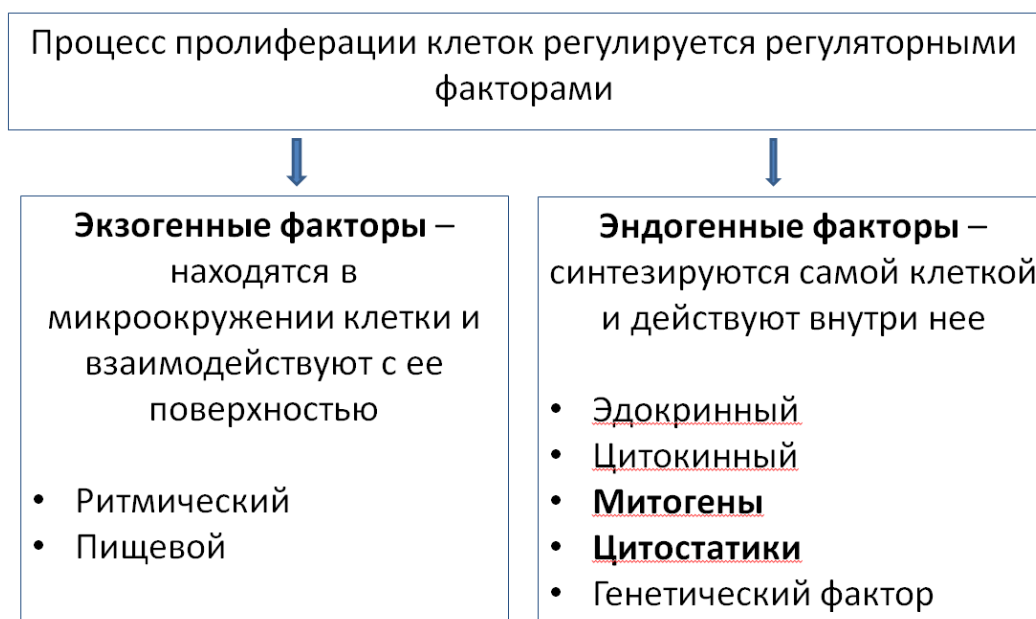 Процесс пролиферации клеток регулируется регуляторными
факторами
Экзогенные факторы –
находятся в
микроокружении клетки и
взаимодействуют с ее
поверхностью
• Ритмический
• Пищевой
Эндогенные факторы –
синтезируются самой клеткой
и действуют внутри нее
• Эдокринный
• Цитокинный
• Митогены
• Цитостатики
• Генетический фактор